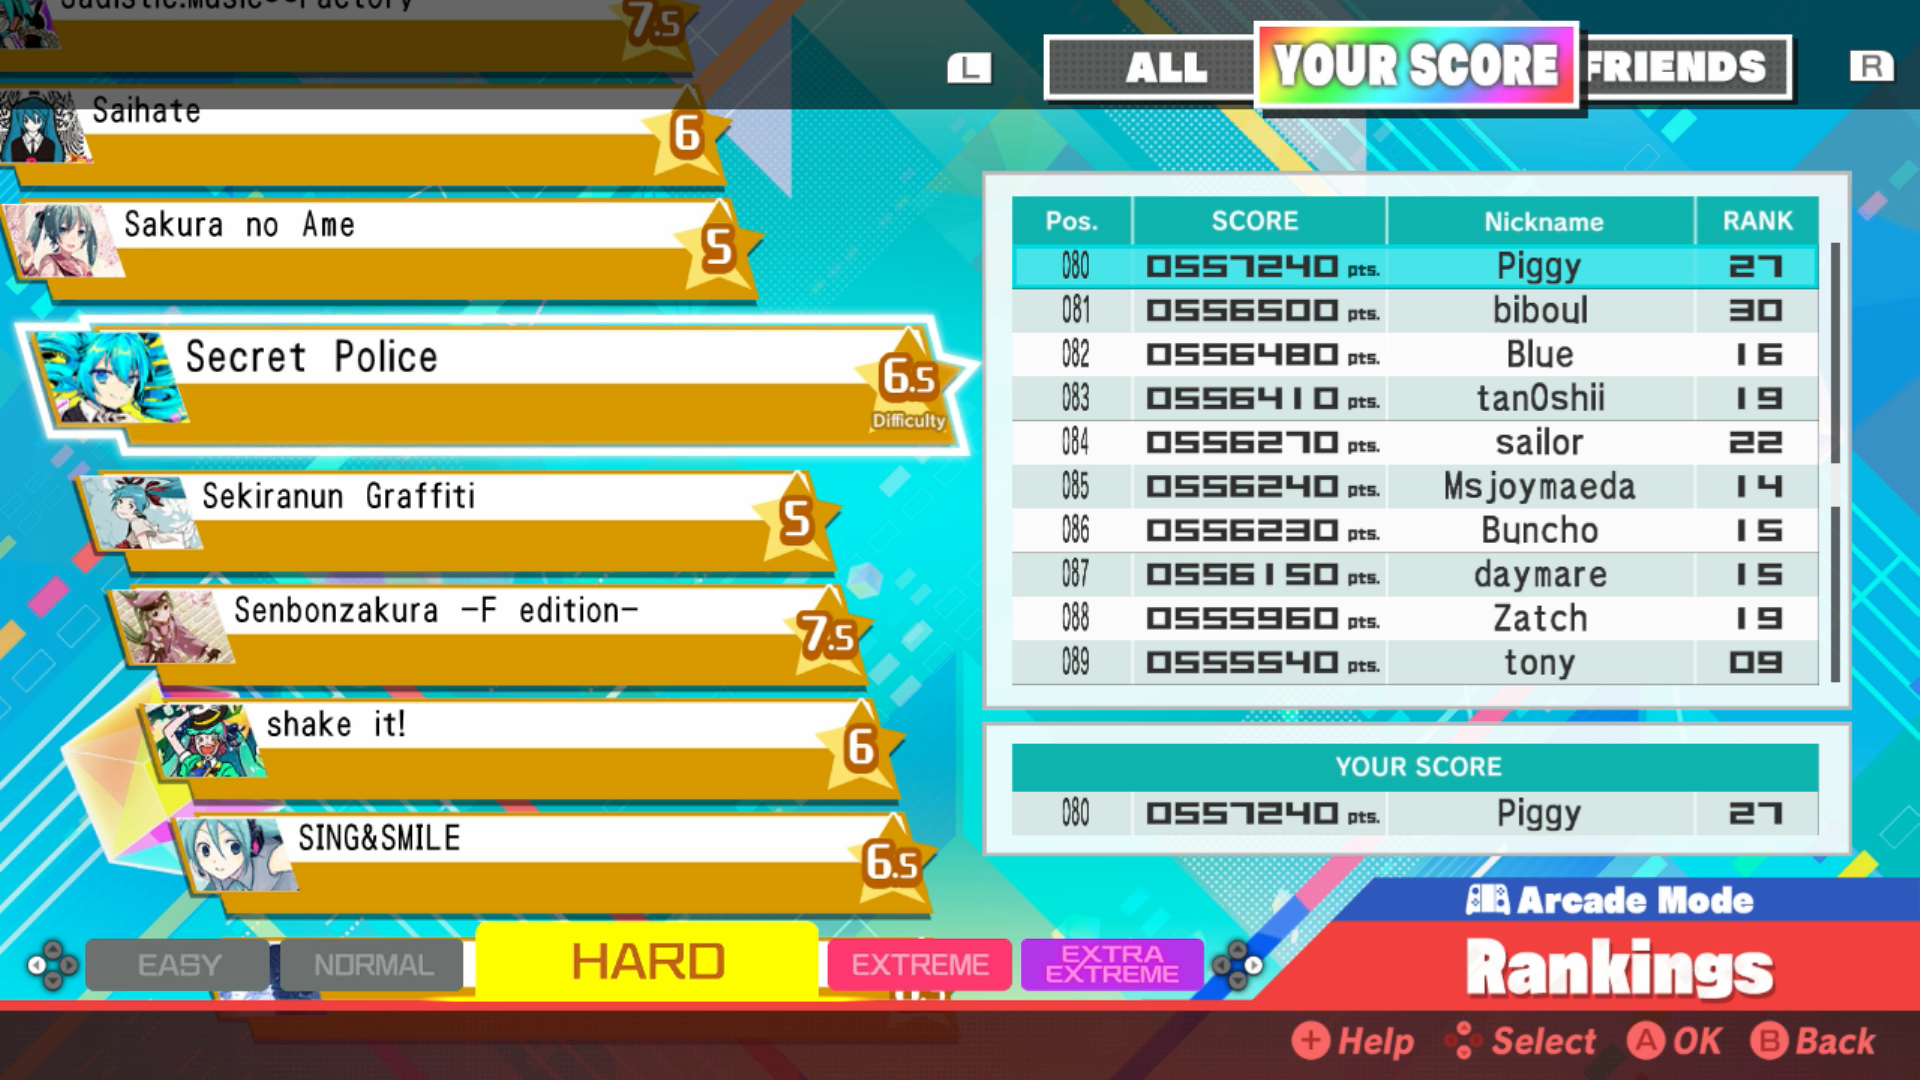 Sadistic.Music∞Factory
7.5
Saihate
6
Sakura no Ame
5
Secret Police
6.5
Difficulty
Sekiranun Graffiti
5
Senbonzakura -F edition-
7.5
shake it!
6
SING&SMILE
6.5
L
ALL
YOUR SCORE
FRIENDS
R
Pos. SCORE Nickname RANK
080 0557240 pts. Piggy 27
081 0556500 pts. biboul 30
082 0556480 pts. Blue 16
083 0556410 pts. tan0shii 19
084 0556270 pts. sailor 22
085 0556240 pts. Msjoymaeda 14
086 0556230 pts. Buncho 15
087 0556150 pts. daymare 15
088 0555960 pts. Zatch 19
089 0555540 pts. tony 09
YOUR SCORE
080 0557240 pts. Piggy 27
Arcade Mode
Rankings
EASY
NORMAL
HARD
EXTREME
EXTRA
EXTREME
+ Help
Select
A OK
B Back